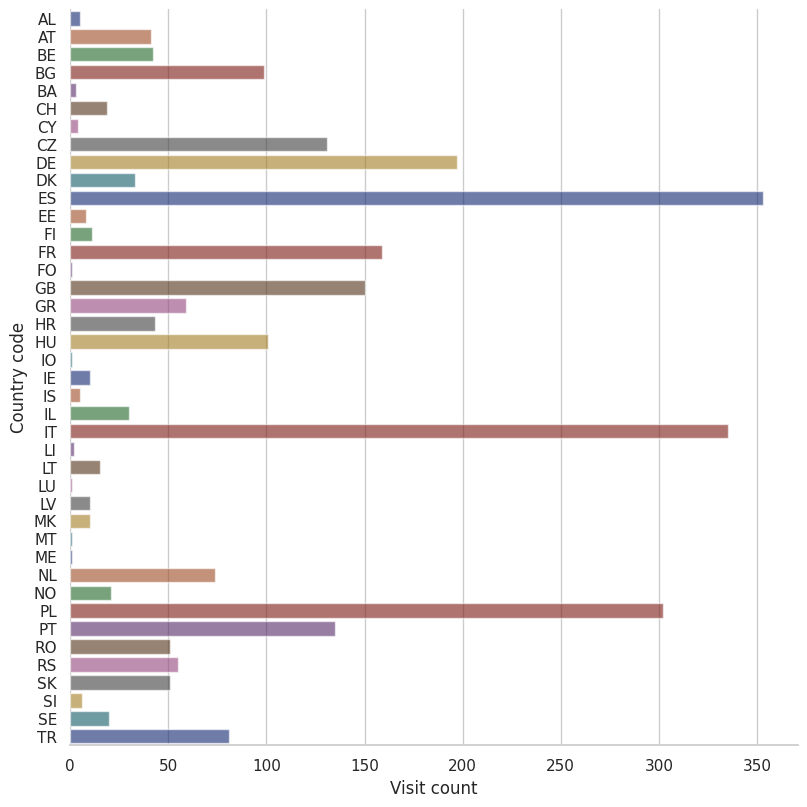 AL
AT
BE
BG
BA
CH
CY
CZ
DE
DK
ES
EE
FI
FR
FO
GB
GR
HR
HU
IO
IE
IS
IL
IT
LI
LT
LU
LV
MK
MT
ME
NL
NO
PL
PT
RO
RS
SK
SI
SE
TR
Country code
0 50 100 150 200 250 300 350
Visit count